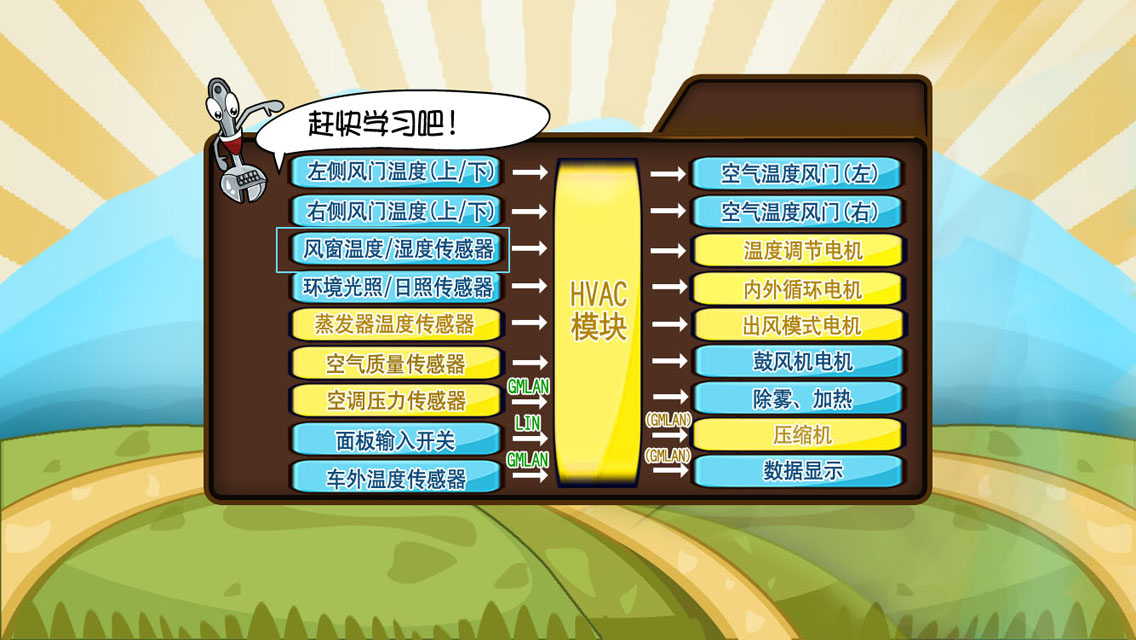 赶快学习吧!
左侧风门温度(上/下)
右侧风门温度(上/下)
风窗温度/湿度传感器
环境光照/日照传感器
蒸发器温度传感器
空气质量传感器
GMLAN
空调压力传感器
LIN
面板输入开关
GMLAN
车外温度传感器
HVAC
模块
空气温度风门(左)
空气温度风门(右)
温度调节电机
内外循环电机
出风模式电机
鼓风机电机
除雾、加热
(GMLAN)
压缩机
(GMLAN)
数据显示